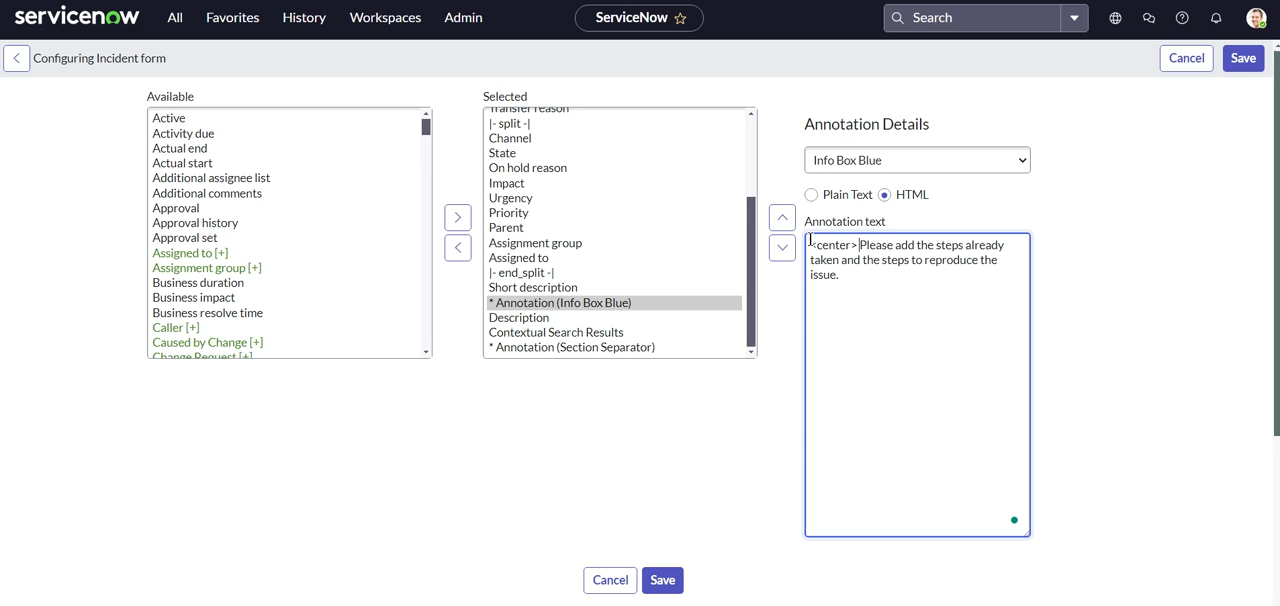 servicenow All Favorites History Workspaces Admin ServiceNow Search
Configuring Incident form Cancel Save
Available
Active
Activity due
Actual end
Actual start
Additional assignee list
Additional comments
Approval
Approval history
Approval set
Assigned to [+]
Assignment group [+]
Business duration
Business impact
Business resolve time
Caller [+]
Caused by Change [+]
Change Request [+]
Selected
Transfer reason
|- split -|
Channel
State
On hold reason
Impact
Urgency
Priority
Parent
Assignment group
Assigned to
|- end_split -|
Short description
* Annotation (Info Box Blue)
Description
Contextual Search Results
* Annotation (Section Separator)
Annotation Details
Info Box Blue
Plain Text HTML
Annotation text
<center>Please add the steps already
taken and the steps to reproduce the
issue.
Cancel Save